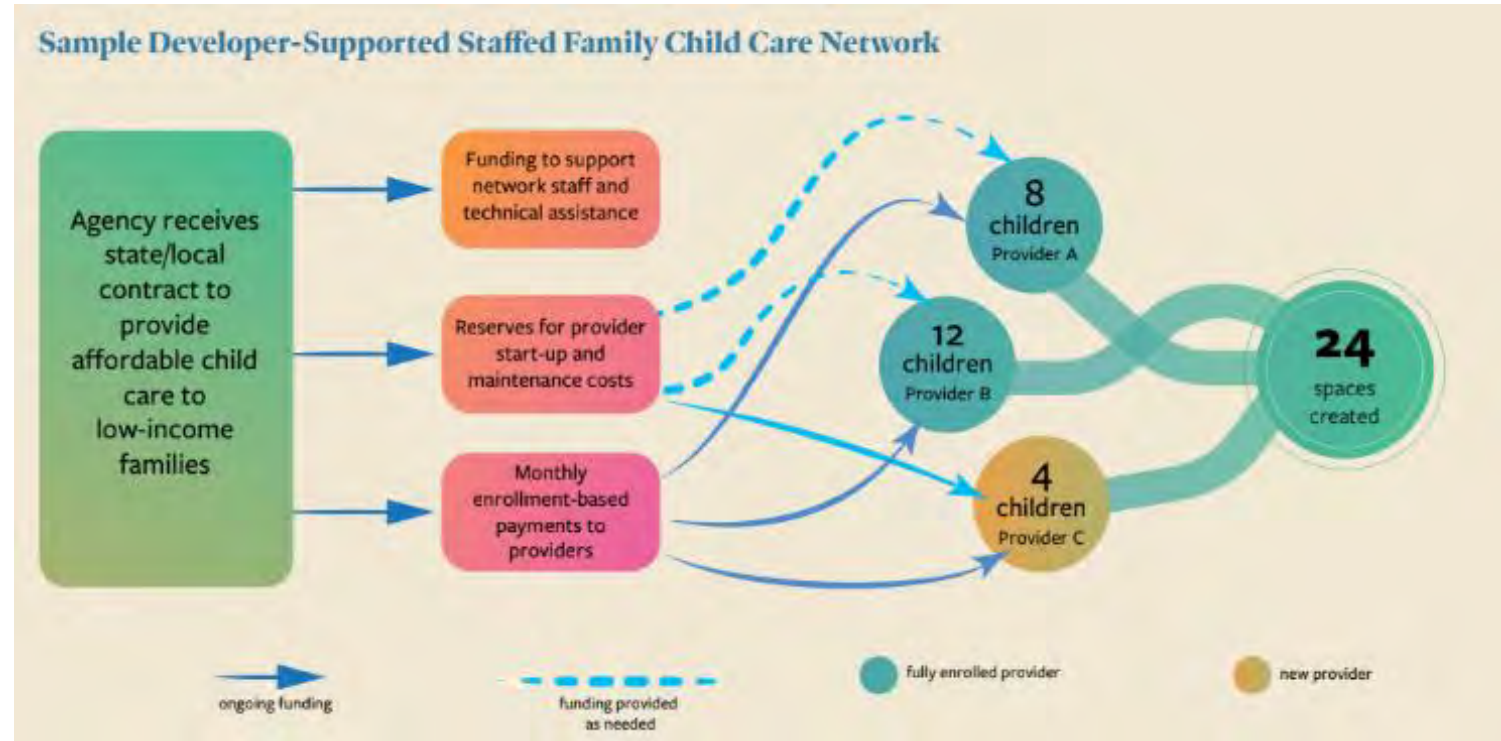 Sample Developer-Supported Staffed Family Child Care Network
Agency receives
state/local
contract to
provide
affordable child
care to
low-income
families
Funding to support
network staff and
technical assistance
Reserves for provider
start-up and
maintenance costs
Monthly
enrollment-based
payments to
providers
8
children
Provider A
12
children
Provider B
4
children
Provider C
24
spaces
created
ongoing funding
funding provided
as needed
fully enrolled provider
new provider